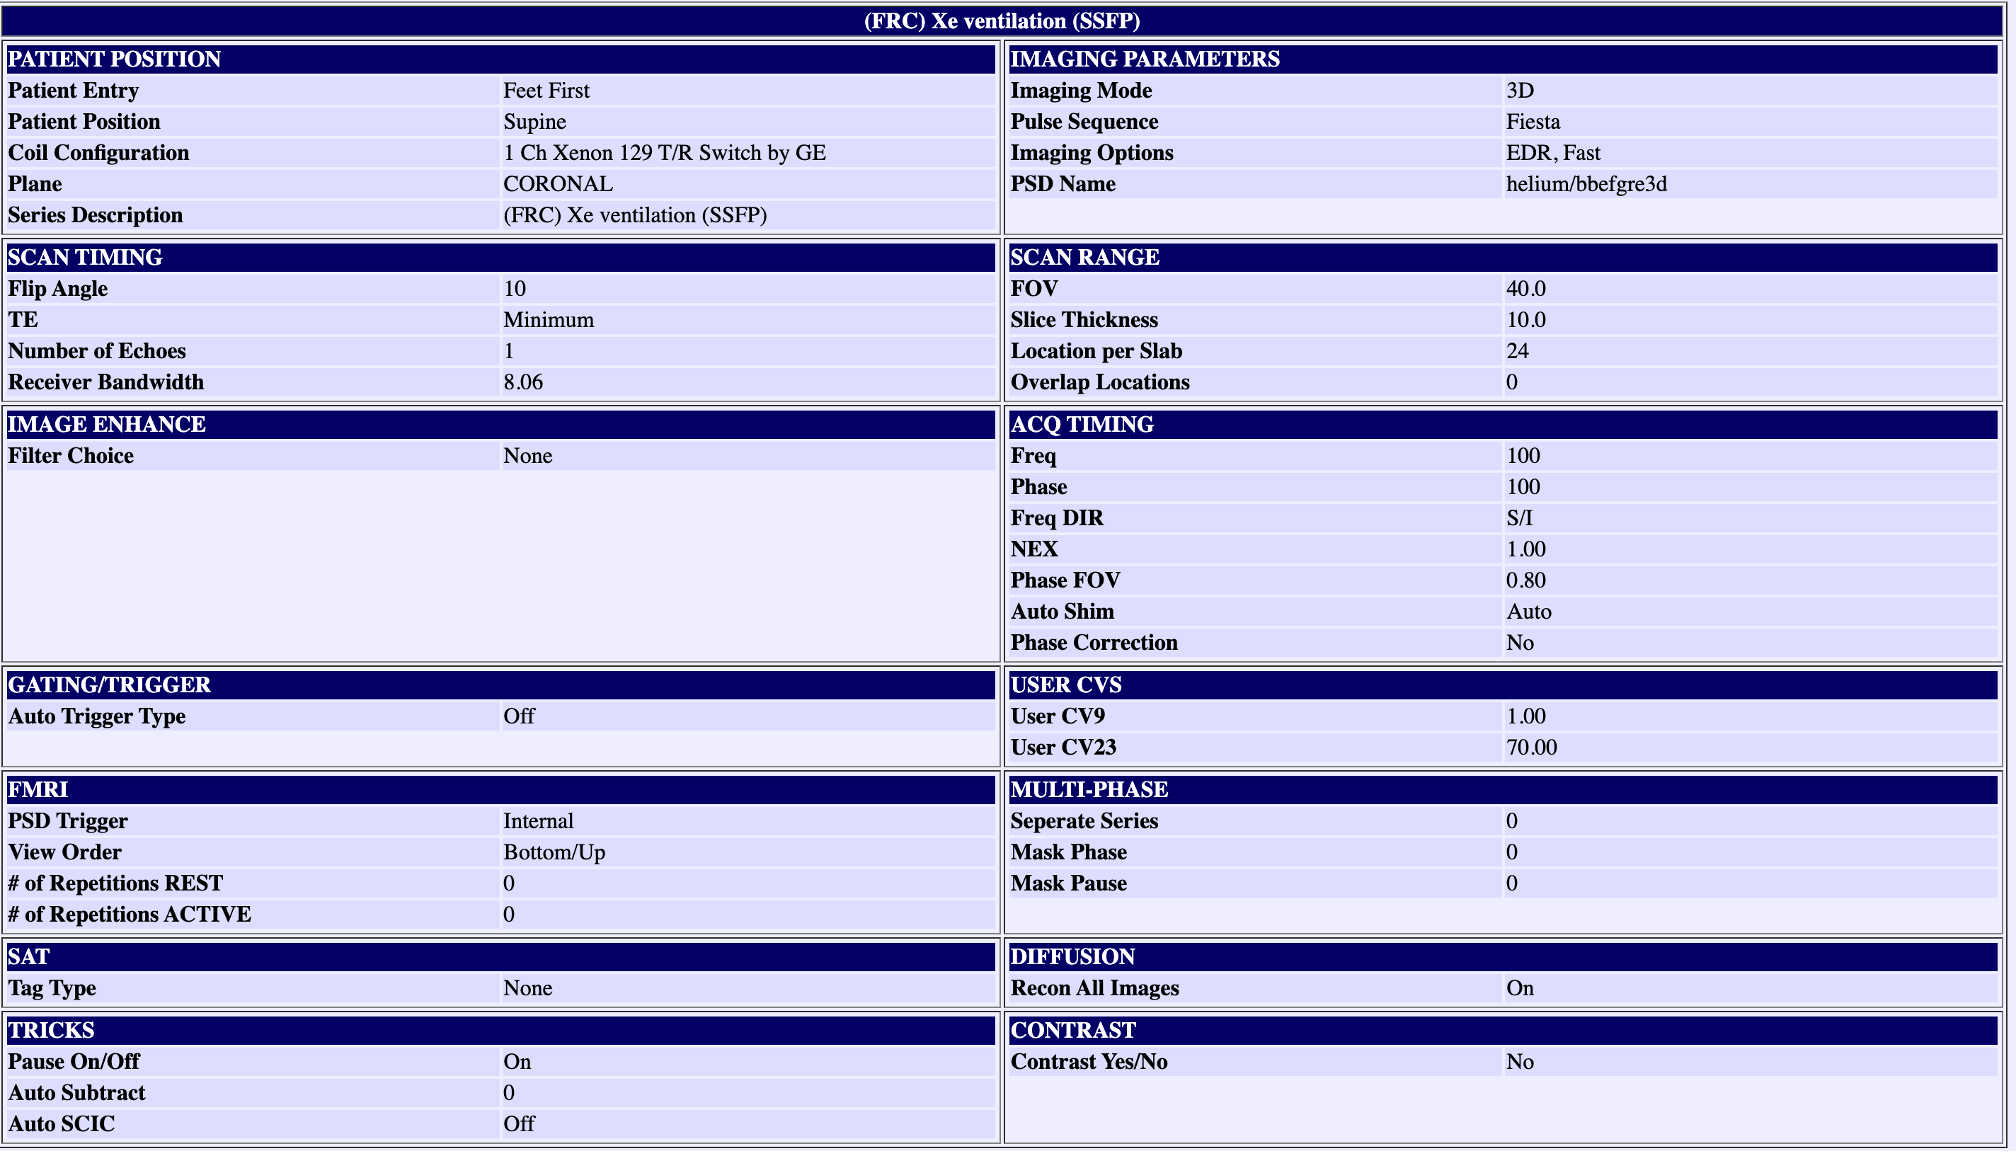 (FRC) Xe ventilation (SSFP)
PATIENT POSITION
Patient Entry Feet First
Patient Position Supine
Coil Configuration 1 Ch Xenon 129 T/R Switch by GE
Plane CORONAL
Series Description (FRC) Xe ventilation (SSFP)
IMAGING PARAMETERS
Imaging Mode 3D
Pulse Sequence Fiesta
Imaging Options EDR, Fast
PSD Name helium/bbefgre3d
SCAN TIMING
Flip Angle 10
TE Minimum
Number of Echoes 1
Receiver Bandwidth 8.06
SCAN RANGE
FOV 40.0
Slice Thickness 10.0
Location per Slab 24
Overlap Locations 0
IMAGE ENHANCE
Filter Choice None
ACQ TIMING
Freq 100
Phase 100
Freq DIR S/I
NEX 1.00
Phase FOV 0.80
Auto Shim Auto
Phase Correction No
GATING/TRIGGER
Auto Trigger Type Off
USER CVS
User CV9 1.00
User CV23 70.00
FMRI
PSD Trigger Internal
View Order Bottom/Up
# of Repetitions REST 0
# of Repetitions ACTIVE 0
MULTI-PHASE
Seperate Series 0
Mask Phase 0
Mask Pause 0
SAT
Tag Type None
DIFFUSION
Recon All Images On
TRICKS
Pause On/Off On
Auto Subtract 0
Auto SCIC Off
CONTRAST
Contrast Yes/No No